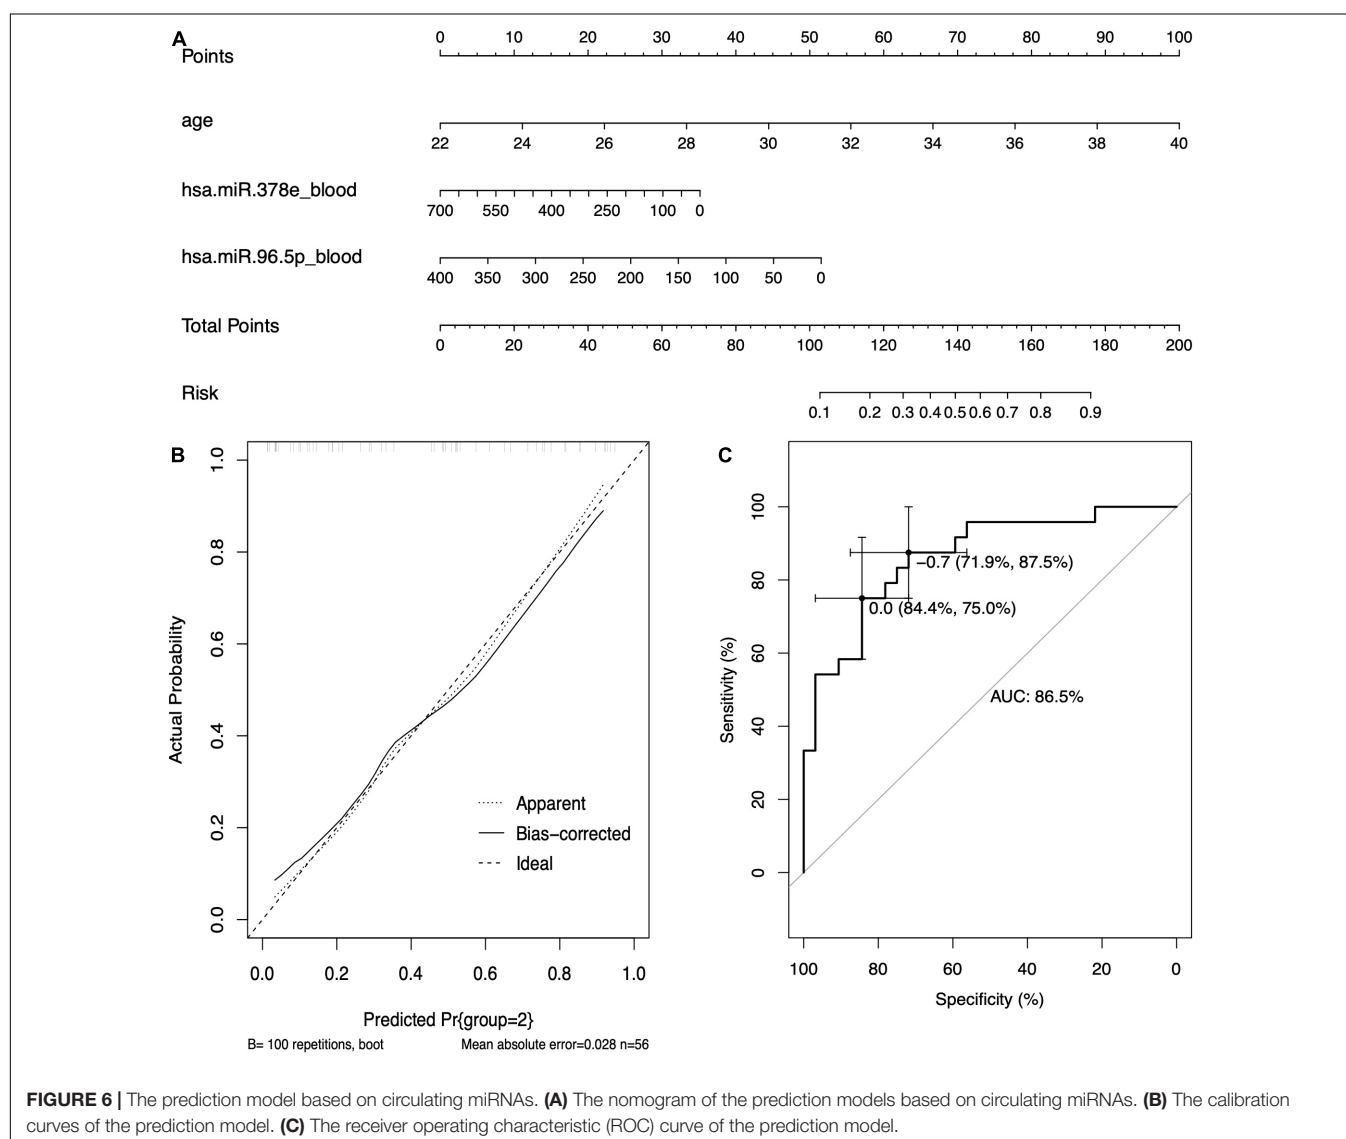 A
0 10 20 30 40 50 60 70 80 90 100
Points
age
22 24 26 28 30 32 34 36 38 40
hsa.miR.378e_blood
700 550 400 250 100 0
hsa.miR.96.5p_blood
400 350 300 250 200 150 100 50 0
Total Points
0 20 40 60 80 100 120 140 160 180 200
Risk
0.1 0.2 0.3 0.4 0.5 0.6 0.7 0.8 0.9
B
Actual Probability
1.0
0.8
0.6
0.4
0.2
0.0
Apparent
Bias−corrected
Ideal
0.0 0.2 0.4 0.6 0.8 1.0
Predicted Pr{group=2}
B= 100 repetitions, boot Mean absolute error=0.028 n=56
C
Sensitivity (%)
100
80
60
40
20
0
−0.7 (71.9%, 87.5%)
0.0 (84.4%, 75.0%)
AUC: 86.5%
100 80 60 40 20 0
Specificity (%)
FIGURE 6 | The prediction model based on circulating miRNAs. (A) The nomogram of the prediction models based on circulating miRNAs. (B) The calibration
curves of the prediction model. (C) The receiver operating characteristic (ROC) curve of the prediction model.